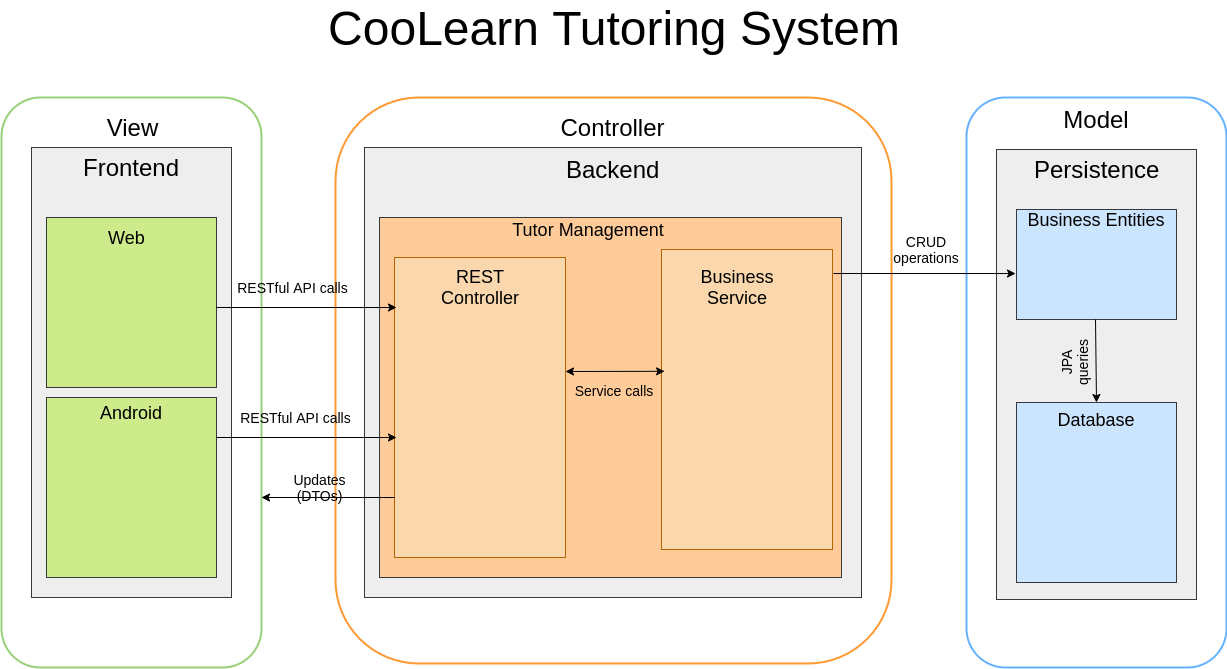 CooLearn Tutoring System
View
Frontend
Web
RESTful API calls
Android
RESTful API calls
Updates
(DTOs)
Controller
Backend
Tutor Management
REST
Controller
Service calls
Business
Service
CRUD
operations
Model
Persistence
Business Entities
JPA
queries
Database